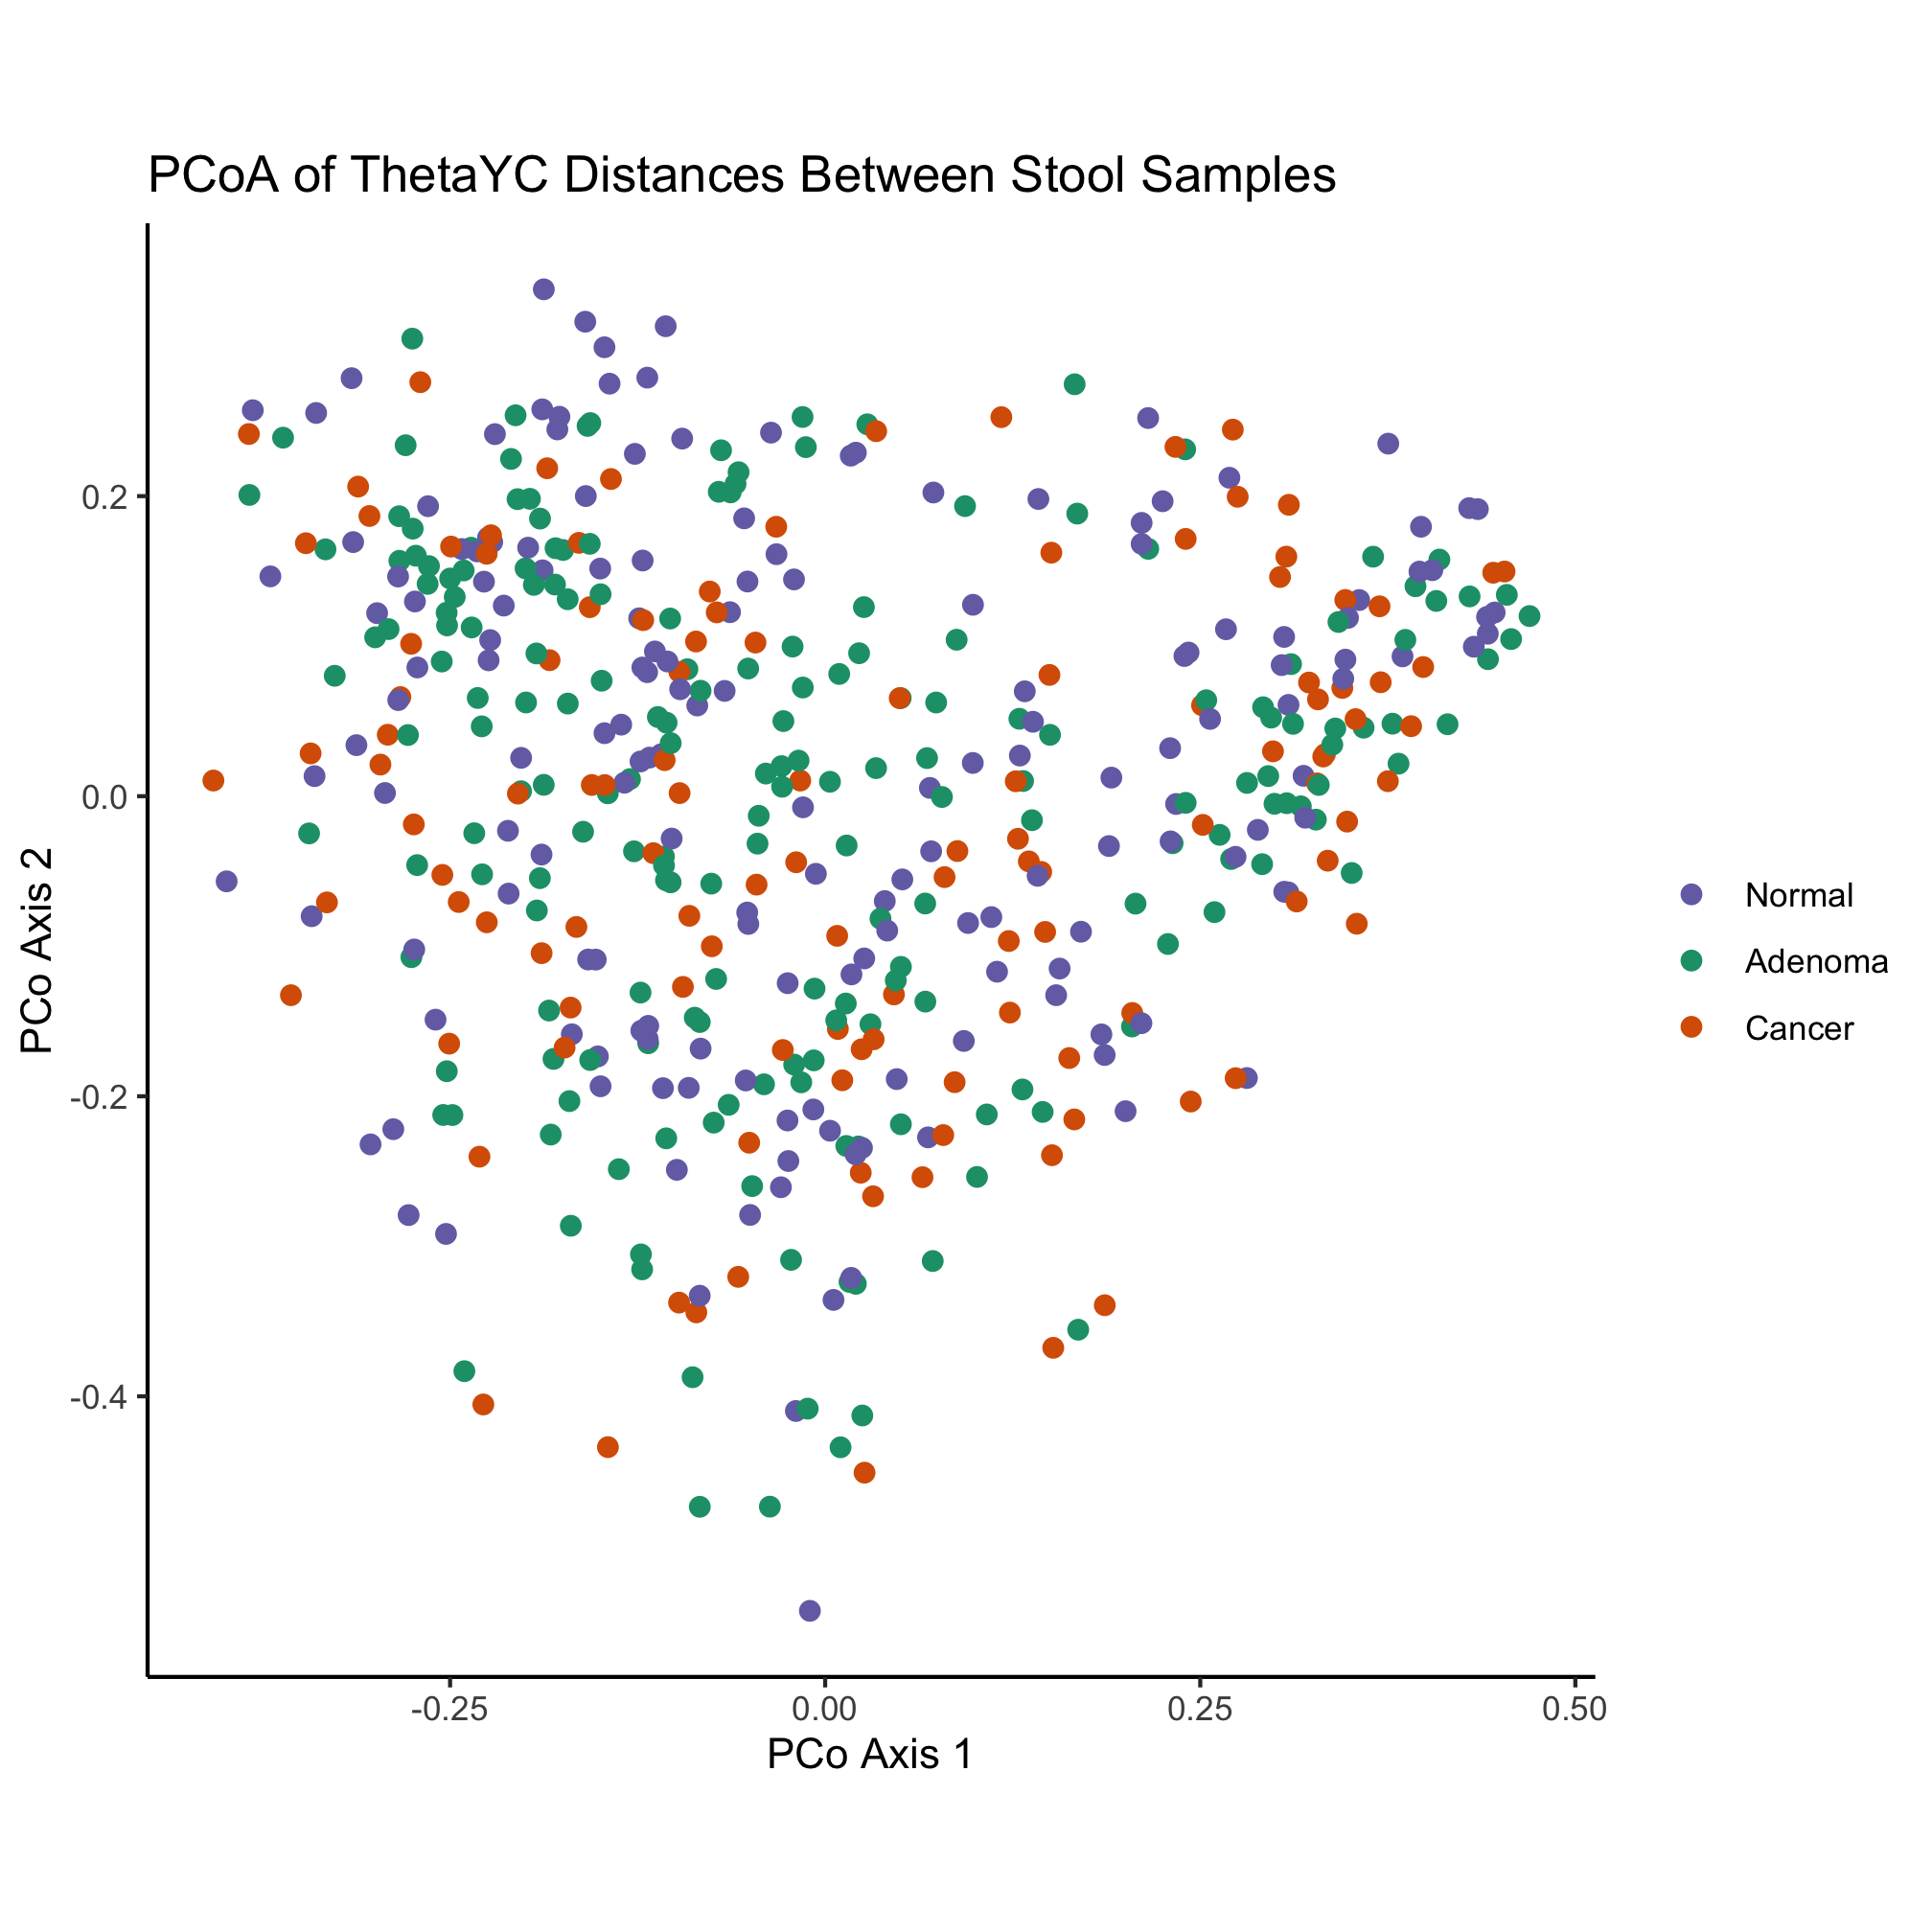 PCoA of ThetaYC Distances Between Stool Samples
0.2
0.0
-0.2
-0.4
PCo Axis 2
-0.25
0.00
0.25
0.50
PCo Axis 1
Normal
Adenoma
Cancer